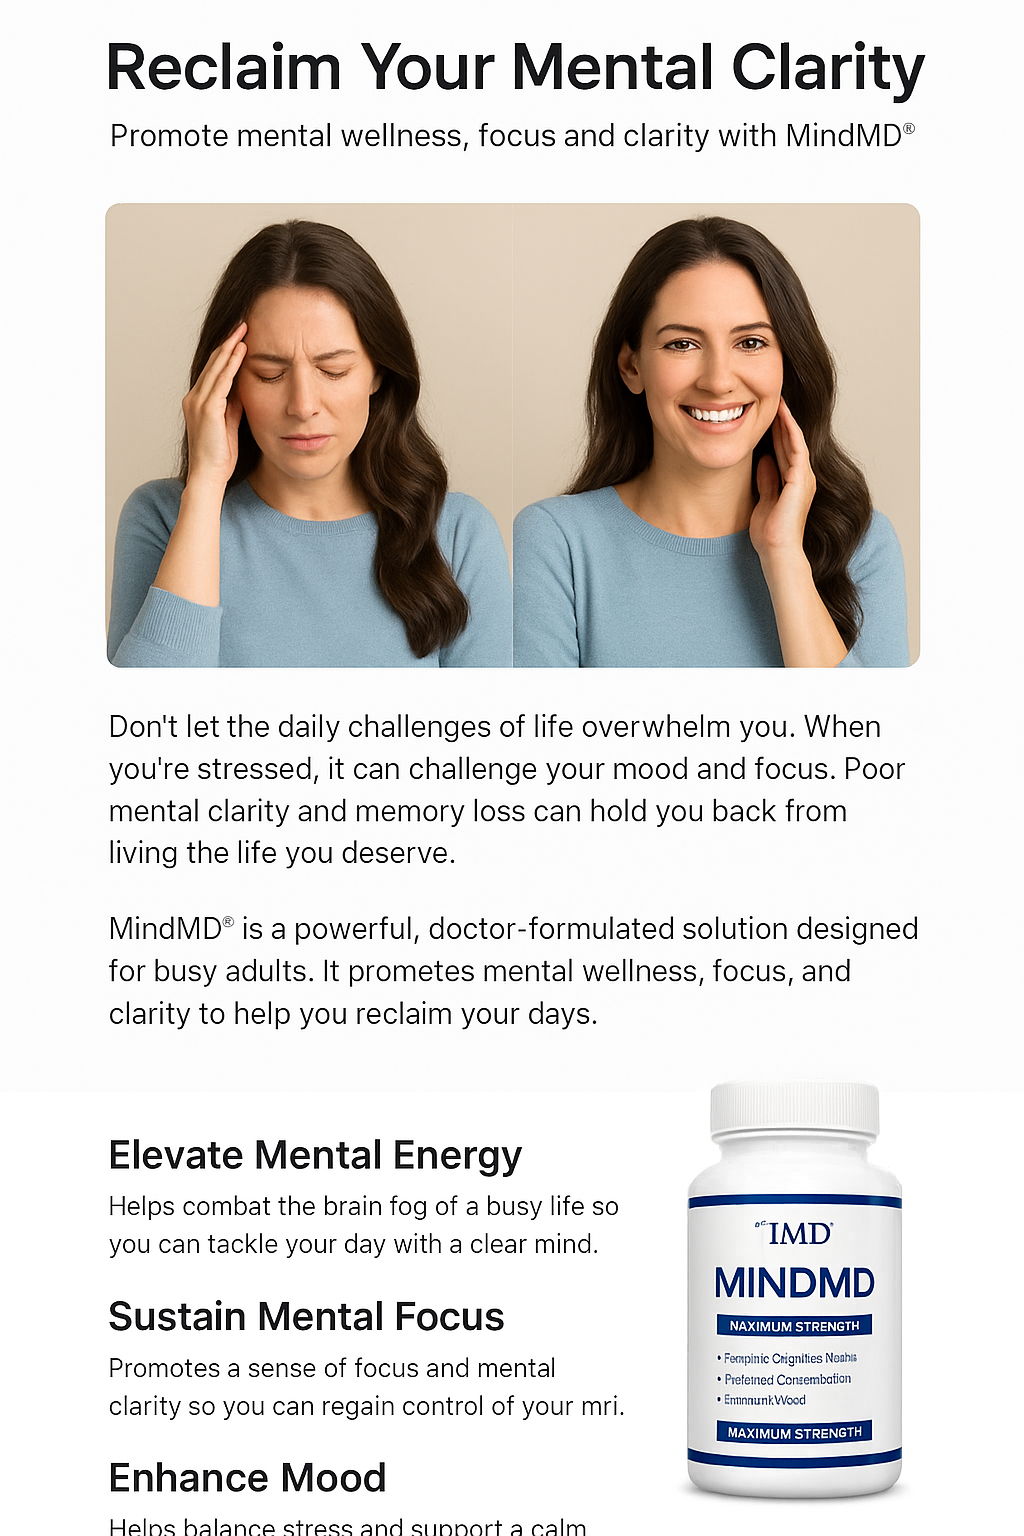 Reclaim Your Mental Clarity
Promote mental wellness, focus and clarity with MindMD®
Don't let the daily challenges of life overwhelm you. When
you're stressed, it can challenge your mood and focus. Poor
mental clarity and memory loss can hold you back from
living the life you deserve.
MindMD® is a powerful, doctor-formulated solution designed
for busy adults. It prometes mental wellness, focus, and
clarity to help you reclaim your days.
Elevate Mental Energy
Helps combat the brain fog of a busy life so
you can tackle your day with a clear mind.
Sustain Mental Focus
Promotes a sense of focus and mental
clarity so you can regain control of your mri.
Enhance Mood
Helps balance stress and support a calm
IMD
MINDMD
NAXIMUM STRENGTH
MAXIMUM STRENGTH